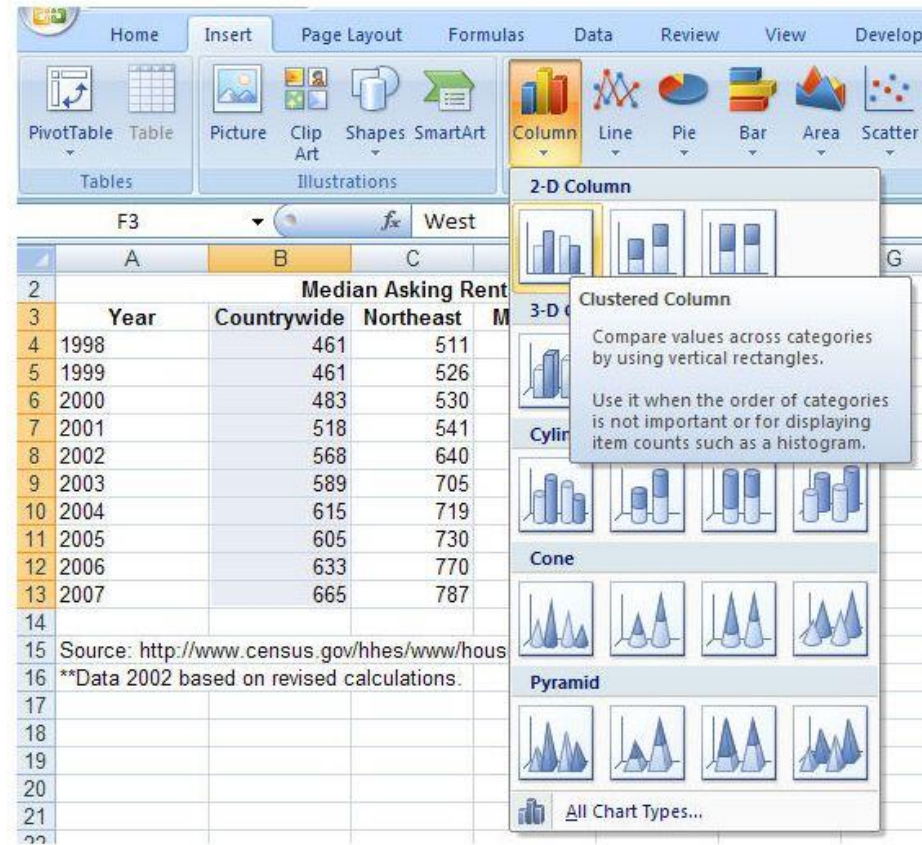 Home Insert Page Layout Formulas Data Review View Develop
PivotTable Table Picture Clip Art Shapes SmartArt Column Line Pie Bar Area Scatter
Tables Illustrations
2-D Column
F3 fx West
A B C G
2 Median Asking Rent
3 Year Countrywide Northeast M
4 1998 461 511
5 1999 461 526
6 2000 483 530
7 2001 518 541
8 2002 568 640
9 2003 589 705
10 2004 615 719
11 2005 605 730
12 2006 633 770
13 2007 665 787
14
15 Source: http://www.census.gov/hhes/www/hous
16 **Data 2002 based on revised calculations.
17
18
19
20
21
22
3-D
Clustered Column
Compare values across categories
by using vertical rectangles.
Use it when the order of categories
is not important or for displaying
item counts such as a histogram.
Cylin
Cone
Pyramid
All Chart Types...